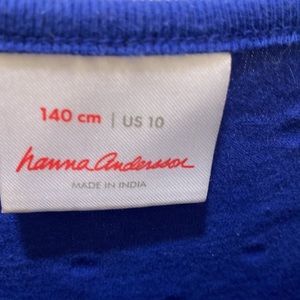 140 cm | US 10
hanna andersson
MADE IN INDIA